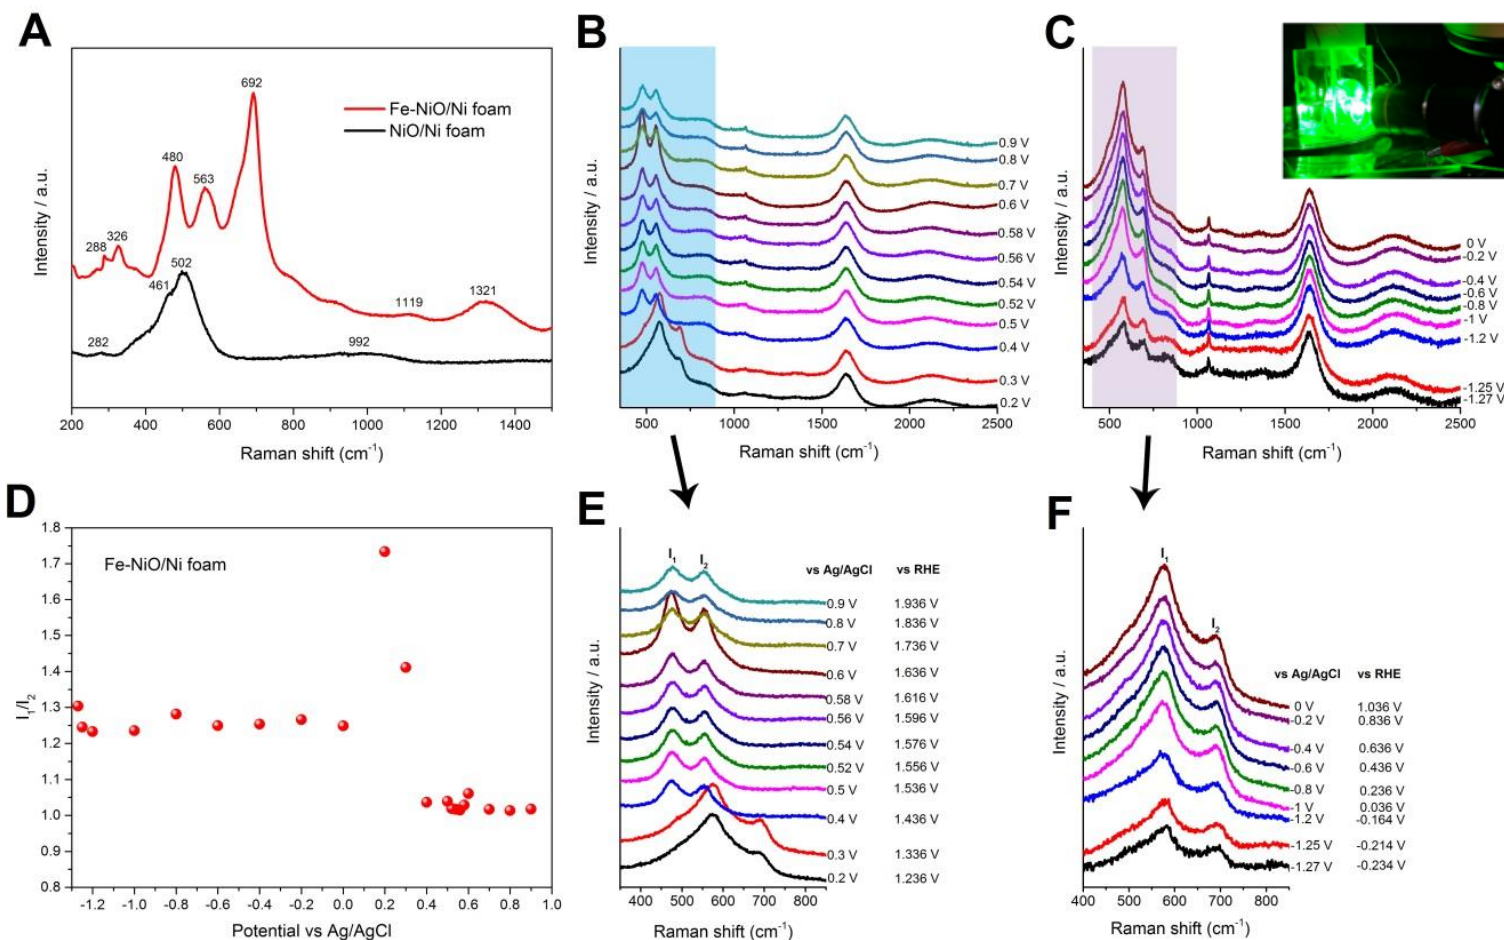 A
692
480
563
326
288
502
461
282
992
1119
1321
Fe-NiO/Ni foam
NiO/Ni foam
Intensity / a.u.
200 400 600 800 1000 1200 1400
Raman shift (cm-1)
B
0.9 V
0.8 V
0.7 V
0.6 V
0.58 V
0.56 V
0.54 V
0.52 V
0.5 V
0.4 V
0.3 V
0.2 V
Intensity / a.u.
500 1000 1500 2000 2500
Raman shift (cm-1)
C
0 V
-0.2 V
-0.4 V
-0.6 V
-0.8 V
-1 V
-1.2 V
-1.25 V
-1.27 V
Intensity / a.u.
500 1000 1500 2000 2500
Raman shift (cm-1)
D
Fe-NiO/Ni foam
1.8
1.7
1.6
1.5
1.4
1.3
1.2
1.1
1.0
0.9
0.8
I1/I2
-1.2 -1.0 -0.8 -0.6 -0.4 -0.2 0.0 0.2 0.4 0.6 0.8 1.0
Potential vs Ag/AgCl
E
I1 I2
vs Ag/AgCl vs RHE
0.9 V 1.936 V
0.8 V 1.836 V
0.7 V 1.736 V
0.6 V 1.636 V
0.58 V 1.616 V
0.56 V 1.596 V
0.54 V 1.576 V
0.52 V 1.556 V
0.5 V 1.536 V
0.4 V 1.436 V
0.3 V 1.336 V
0.2 V 1.236 V
Intensity / a.u.
400 500 600 700 800
Raman shift (cm-1)
F
I1
I2
vs Ag/AgCl vs RHE
0 V 1.036 V
-0.2 V 0.836 V
-0.4 V 0.636 V
-0.6 V 0.436 V
-0.8 V 0.236 V
-1 V 0.036 V
-1.2 V -0.164 V
-1.25 V -0.214 V
-1.27 V -0.234 V
Intensity / a.u.
400 500 600 700 800
Raman shift (cm-1)